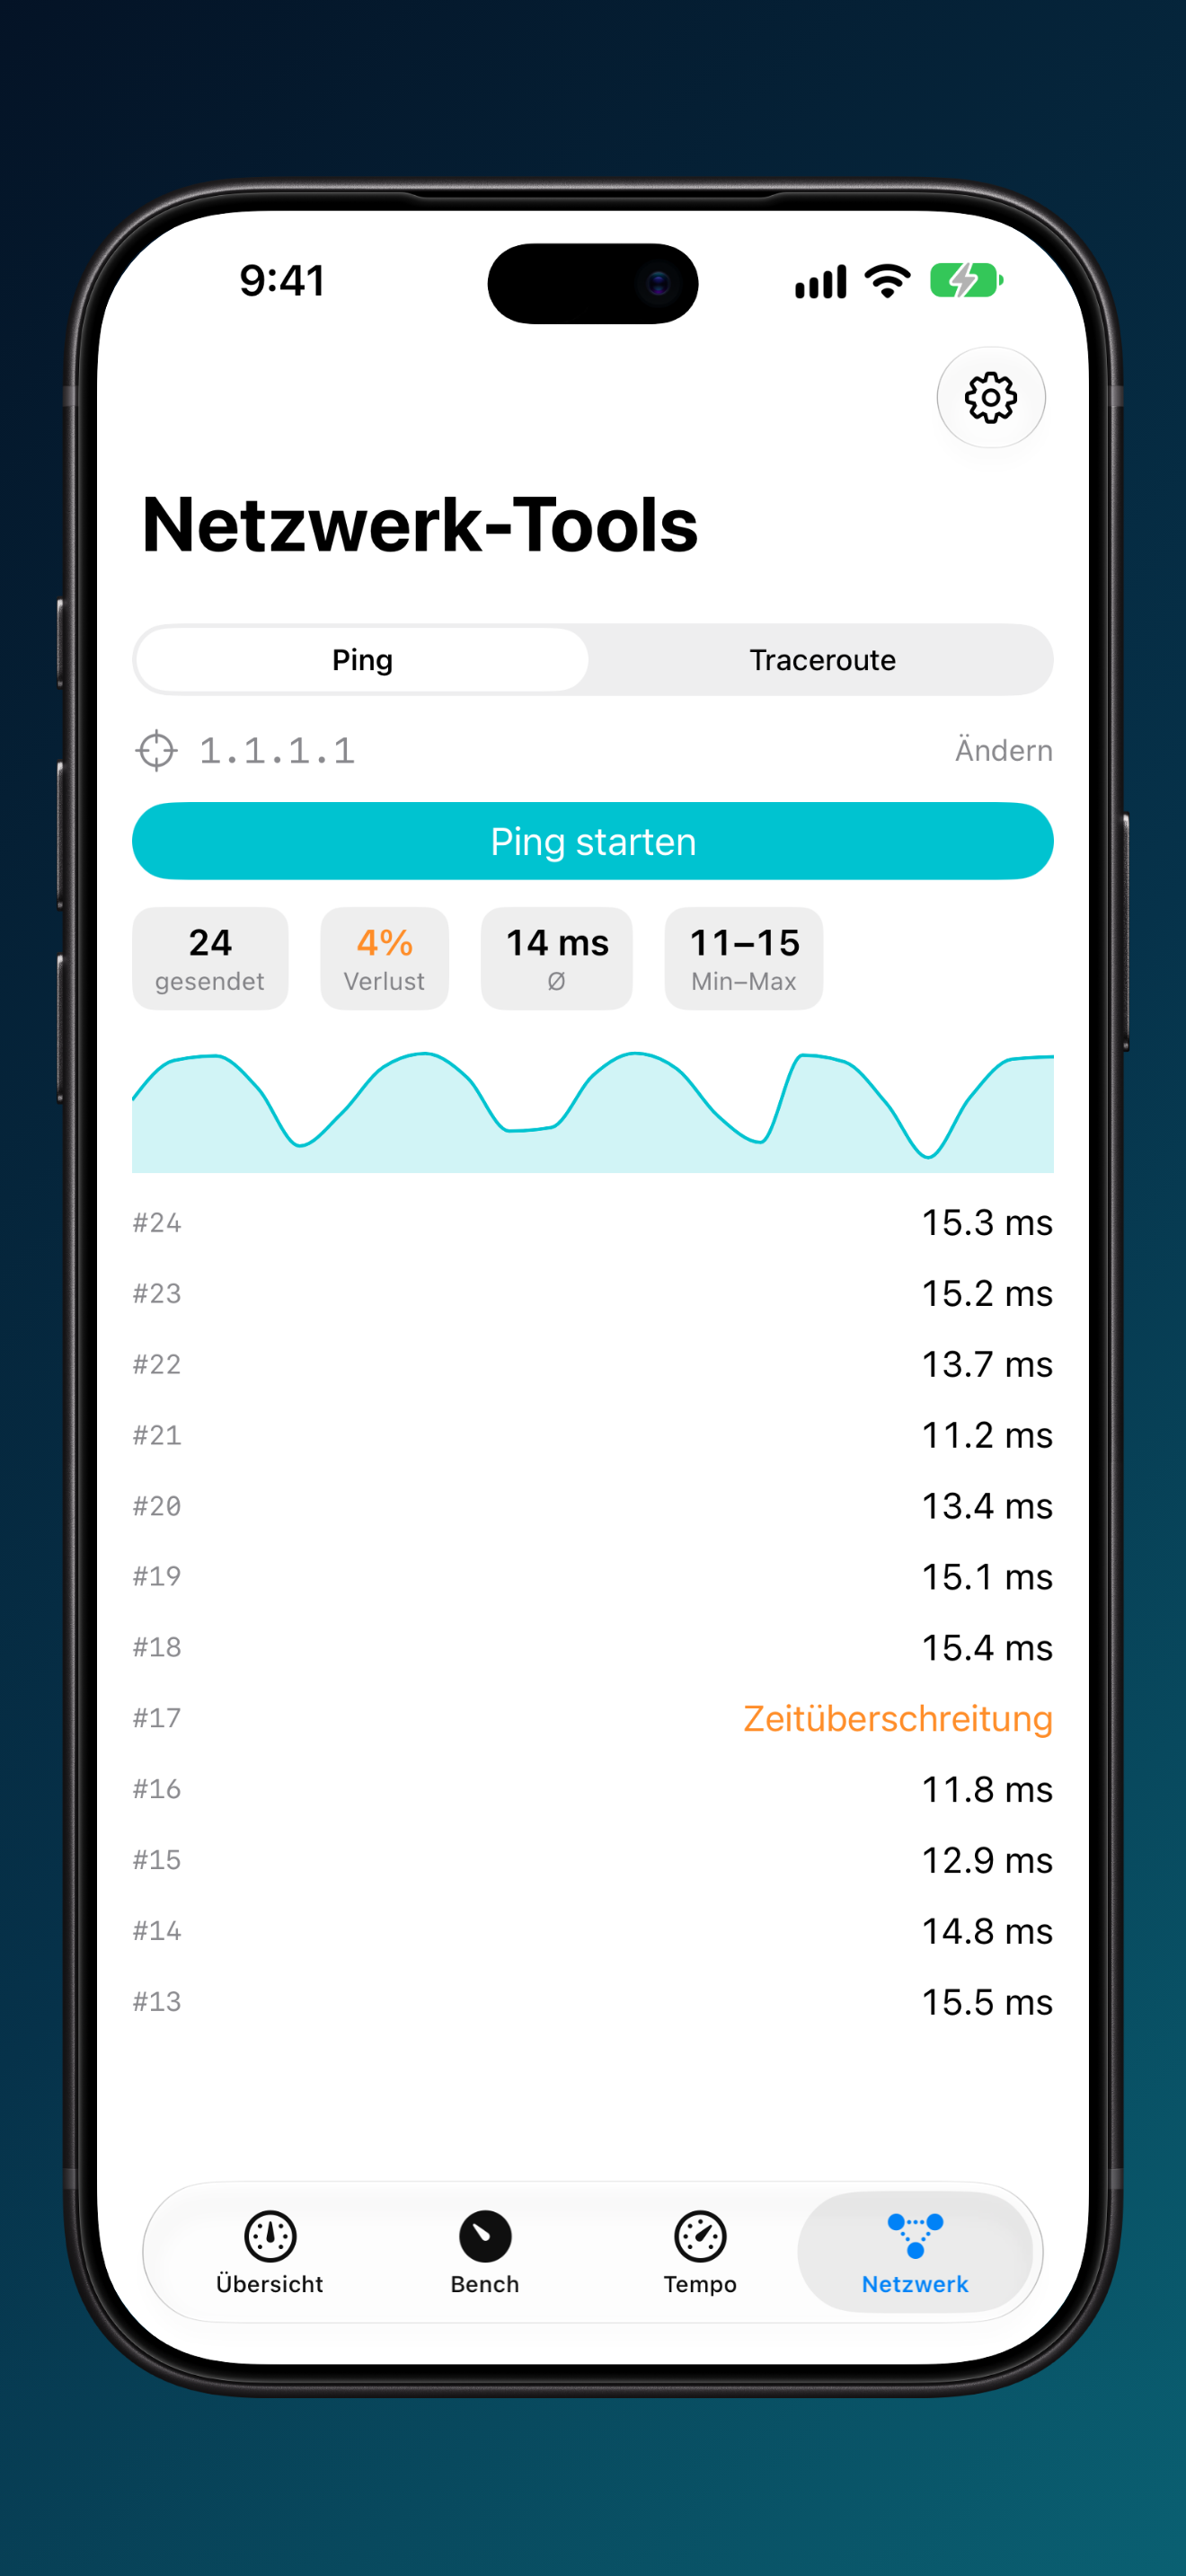 9:41
Netzwerk-Tools
Ping Traceroute
1.1.1.1 Ändern
Ping starten
24 4% 14 ms 11–15
gesendet Verlust Ø Min–Max
#24 15.3 ms
#23 15.2 ms
#22 13.7 ms
#21 11.2 ms
#20 13.4 ms
#19 15.1 ms
#18 15.4 ms
#17 Zeitüberschreitung
#16 11.8 ms
#15 12.9 ms
#14 14.8 ms
#13 15.5 ms
Übersicht Bench Tempo Netzwerk